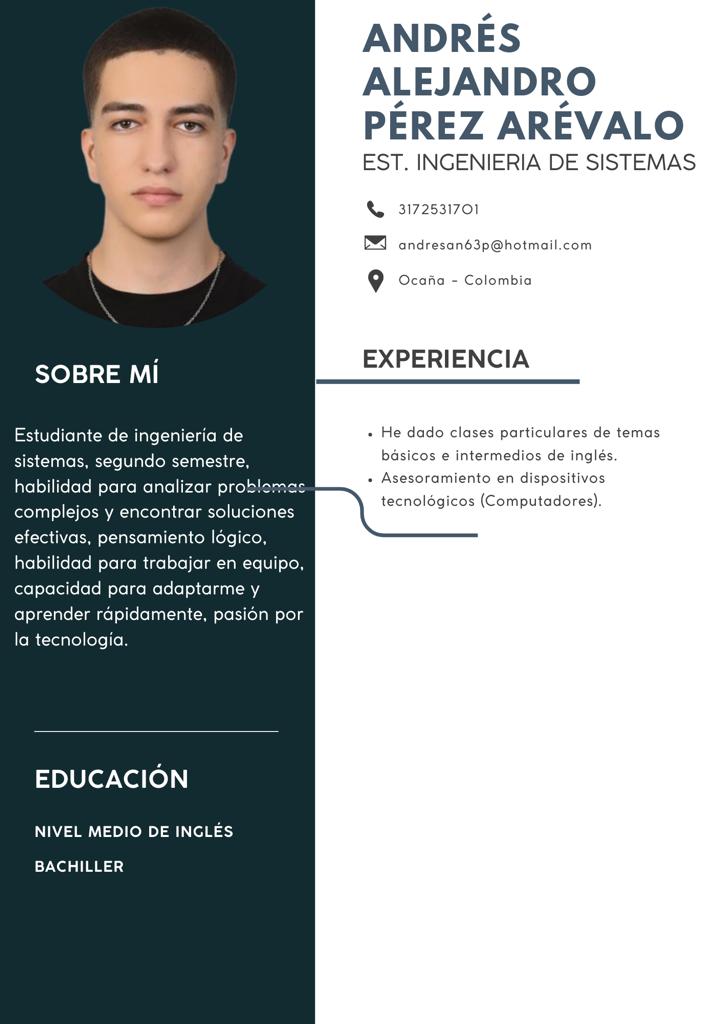 ANDRÉS
ALEJANDRO
PÉREZ ARÉVALO
EST. INGENIERIA DE SISTEMAS
3172531701
andresan63p@hotmail.com
Ocaña - Colombia
SOBRE MÍ
Estudiante de ingeniería de
sistemas, segundo semestre,
habilidad para analizar problemas
complejos y encontrar soluciones
efectivas, pensamiento lógico,
habilidad para trabajar en equipo,
capacidad para adaptarme y
aprender rápidamente, pasión por
la tecnología.
EDUCACIÓN
NIVEL MEDIO DE INGLÉS
BACHILLER
EXPERIENCIA
• He dado clases particulares de temas
básicos e intermedios de inglés.
• Asesoramiento en dispositivos
tecnológicos (Computadores).